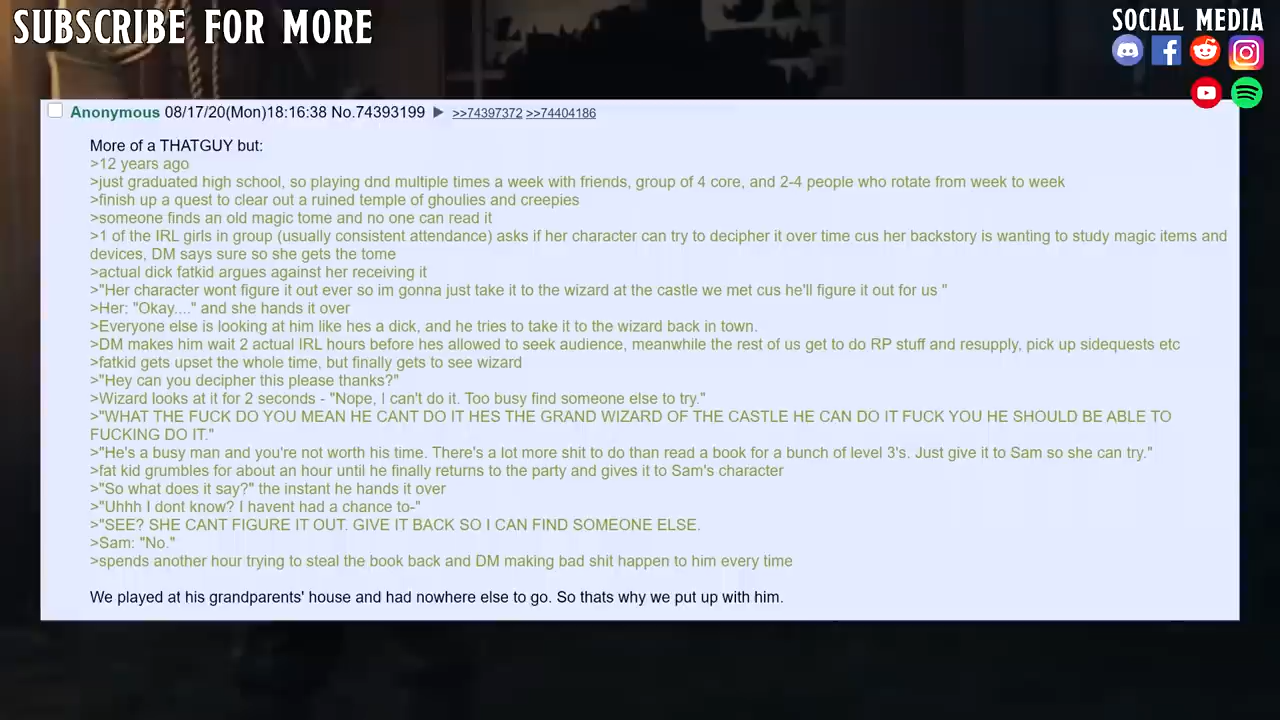 SUBSCRIBE FOR MORE
SOCIAL MEDIA
Anonymous 08/17/20(Mon)18:16:38 No.74393199 ▶ >>74397372 >>74404186
More of a THATGUY but:
>12 years ago
>just graduated high school, so playing dnd multiple times a week with friends, group of 4 core, and 2-4 people who rotate from week to week
>finish up a quest to clear out a ruined temple of ghoulies and creepies
>someone finds an old magic tome and no one can read it
>1 of the IRL girls in group (usually consistent attendance) asks if her character can try to decipher it over time cus her backstory is wanting to study magic items and
devices, DM says sure so she gets the tome
>actual dick fatkid argues against her receiving it
>"Her character wont figure it out ever so im gonna just take it to the wizard at the castle we met cus he'll figure it out for us "
>Her: "Okay...." and she hands it over
>Everyone else is looking at him like hes a dick, and he tries to take it to the wizard back in town.
>DM makes him wait 2 actual IRL hours before hes allowed to seek audience, meanwhile the rest of us get to do RP stuff and resupply, pick up sidequests etc
>fatkid gets upset the whole time, but finally gets to see wizard
>"Hey can you decipher this please thanks?"
>Wizard looks at it for 2 seconds - "Nope, I can't do it. Too busy find someone else to try."
>"WHAT THE FUCK DO YOU MEAN HE CANT DO IT HES THE GRAND WIZARD OF THE CASTLE HE CAN DO IT FUCK YOU HE SHOULD BE ABLE TO
FUCKING DO IT."
>"He's a busy man and you're not worth his time. There's a lot more shit to do than read a book for a bunch of level 3's. Just give it to Sam so she can try."
>fat kid grumbles for about an hour until he finally returns to the party and gives it to Sam's character
>"So what does it say?" the instant he hands it over
>"Uhhh I dont know? I havent had a chance to-"
>"SEE? SHE CANT FIGURE IT OUT. GIVE IT BACK SO I CAN FIND SOMEONE ELSE.
>Sam: "No."
>spends another hour trying to steal the book back and DM making bad shit happen to him every time
We played at his grandparents' house and had nowhere else to go. So thats why we put up with him.